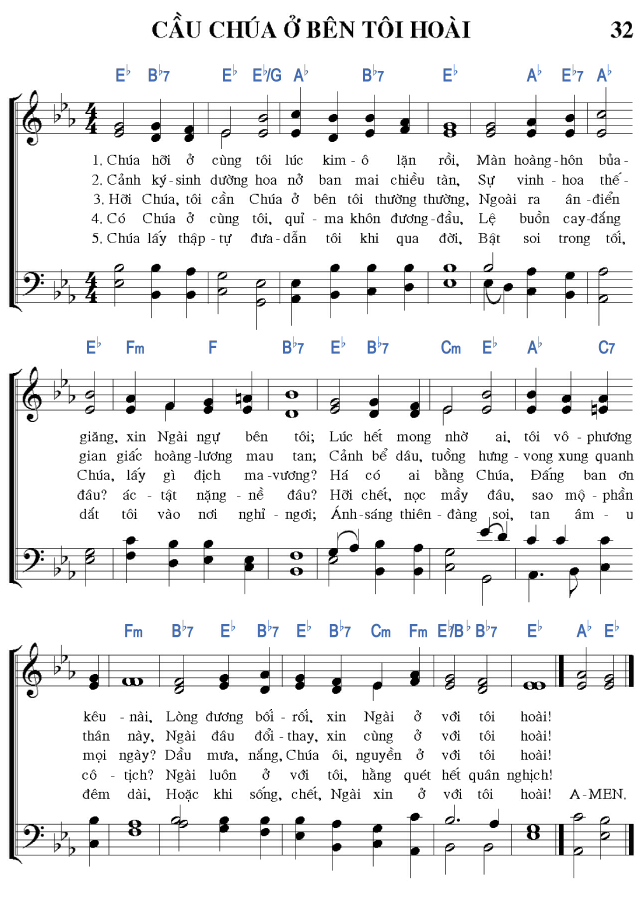 CẦU CHÚA Ở BÊN TÔI HOÀI 32
E♭ B♭7 E♭ E♭/G A♭ B♭7 E♭ A♭ E♭7 A♭
1. Chúa hỡi ở cùng tôi lúc kim-ô lặn rồi, Màn hoàng-hôn bủa-
2. Cảnh ký-sinh dường hoa nở ban mai chiều tàn, Sự vinh-hoa thế-
3. Hỡi Chúa, tôi cần Chúa ở bên tôi thường thường, Ngoài ra ân-điển
4. Có Chúa ở cùng tôi, quỉ-ma khôn đương-đầu, Lệ buồn cay-đắng
5. Chúa lấy thập-tự đưa-dẫn tôi khi qua đời, Bật soi trong tối,
E♭ Fm F B♭7 E♭ B♭7 Cm E♭ A♭ C7
giăng, xin Ngài ngự bên tôi; Lúc hết mong nhờ ai, tôi vô-phương
gian giấc hoàng-lương mau tan; Cảnh bể dâu, tuồng hưng-vong xung quanh
Chúa, lấy gì địch ma-vương? Há có ai bằng Chúa, Đấng ban ơn
đâu? ác-tật nặng-nề đâu? Hỡi chết, nọc mầy đâu, sao mộ-phần
dắt tôi vào nơi nghỉ-ngơi; Ánh-sáng thiên-đàng soi, tan âm-u
Fm B♭7 E♭ B♭7 E♭ B♭7 Cm Fm E♭/B♭ B♭7 E♭ A♭ E♭
kêu-nài, Lòng đương bối-rối, xin Ngài ở với tôi hoài!
thần này, Ngài đâu đổi-thay, xin cùng ở với tôi hoài!
mọi ngày? Dầu mưa, nắng, Chúa ôi, nguyền ở với tôi hoài!
cô-tịch? Ngài luôn ở với tôi, hằng quét hết quân nghịch!
đêm dài, Hoặc khi sống, chết, Ngài xin ở với tôi hoài! A-MEN.